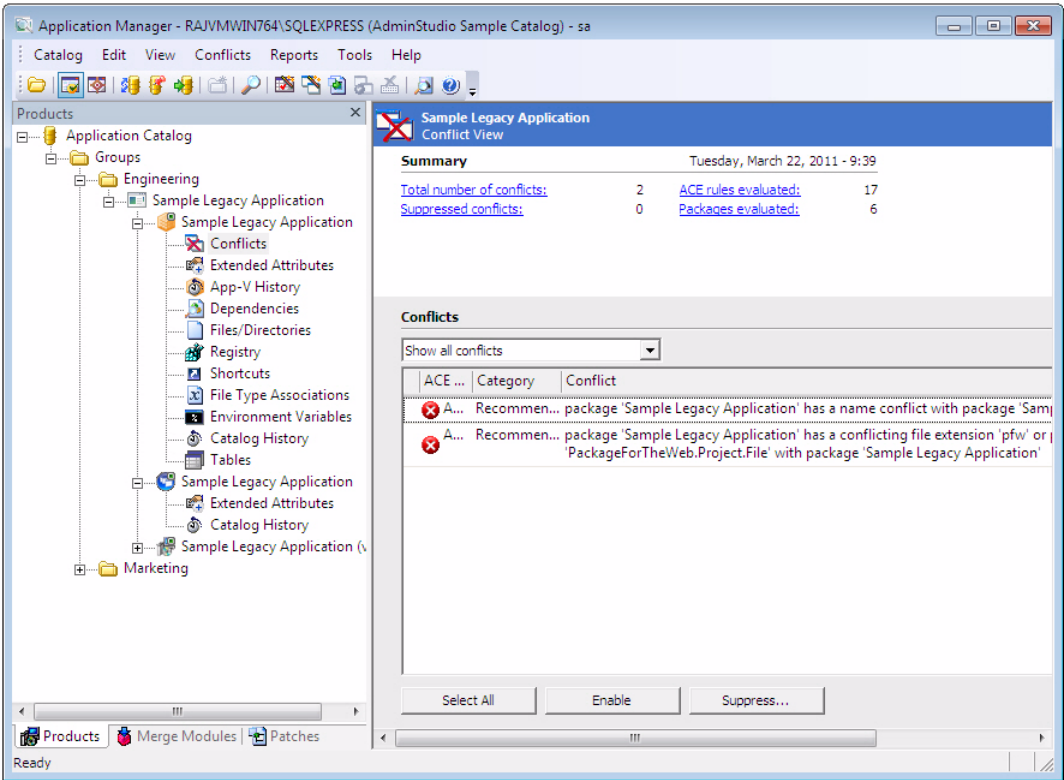 Application Manager - RAJVMWIN764\SQLEXPRESS (AdminStudio Sample Catalog) - sa
Catalog Edit View Conflicts Reports Tools Help
Products
Application Catalog
Groups
Engineering
Sample Legacy Application
Sample Legacy Application
Conflicts
Extended Attributes
App-V History
Dependencies
Files/Directories
Registry
Shortcuts
File Type Associations
Environment Variables
Catalog History
Tables
Sample Legacy Application
Extended Attributes
Catalog History
Sample Legacy Application (v
Marketing
Products Merge Modules Patches
Sample Legacy Application
Conflict View
Summary Tuesday, March 22, 2011 - 9:39
Total number of conflicts: 2 ACE rules evaluated: 17
Suppressed conflicts: 0 Packages evaluated: 6
Conflicts
Show all conflicts
ACE ... Category Conflict
A... Recommen... package 'Sample Legacy Application' has a name conflict with package 'Samp
A... Recommen... package 'Sample Legacy Application' has a conflicting file extension 'pfw' or p
'PackageForTheWeb.Project.File' with package 'Sample Legacy Application'
Select All Enable Suppress...
Ready